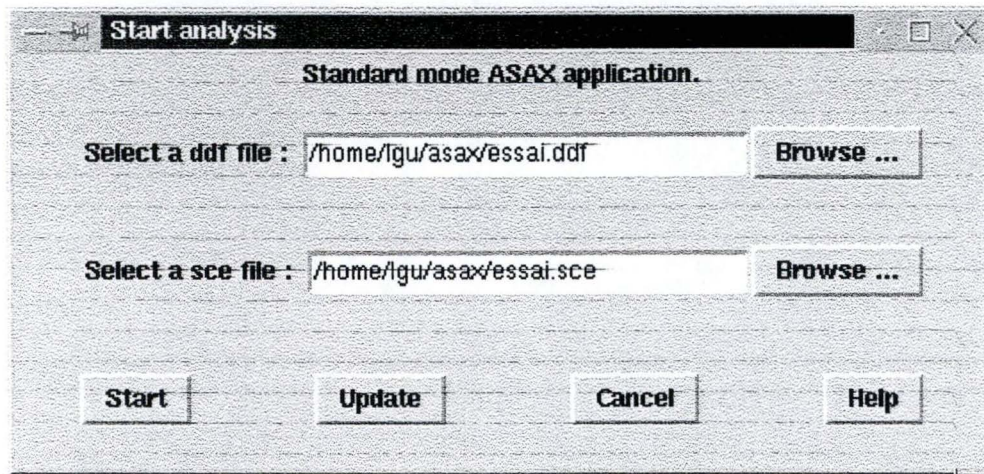 Start analysis
Standard mode ASAX application.
Select a ddf file : /home/lgu/asax/essai.ddf Browse ...
Select a sce file : /home/lgu/asax/essai.sce Browse ...
Start Update Cancel Help